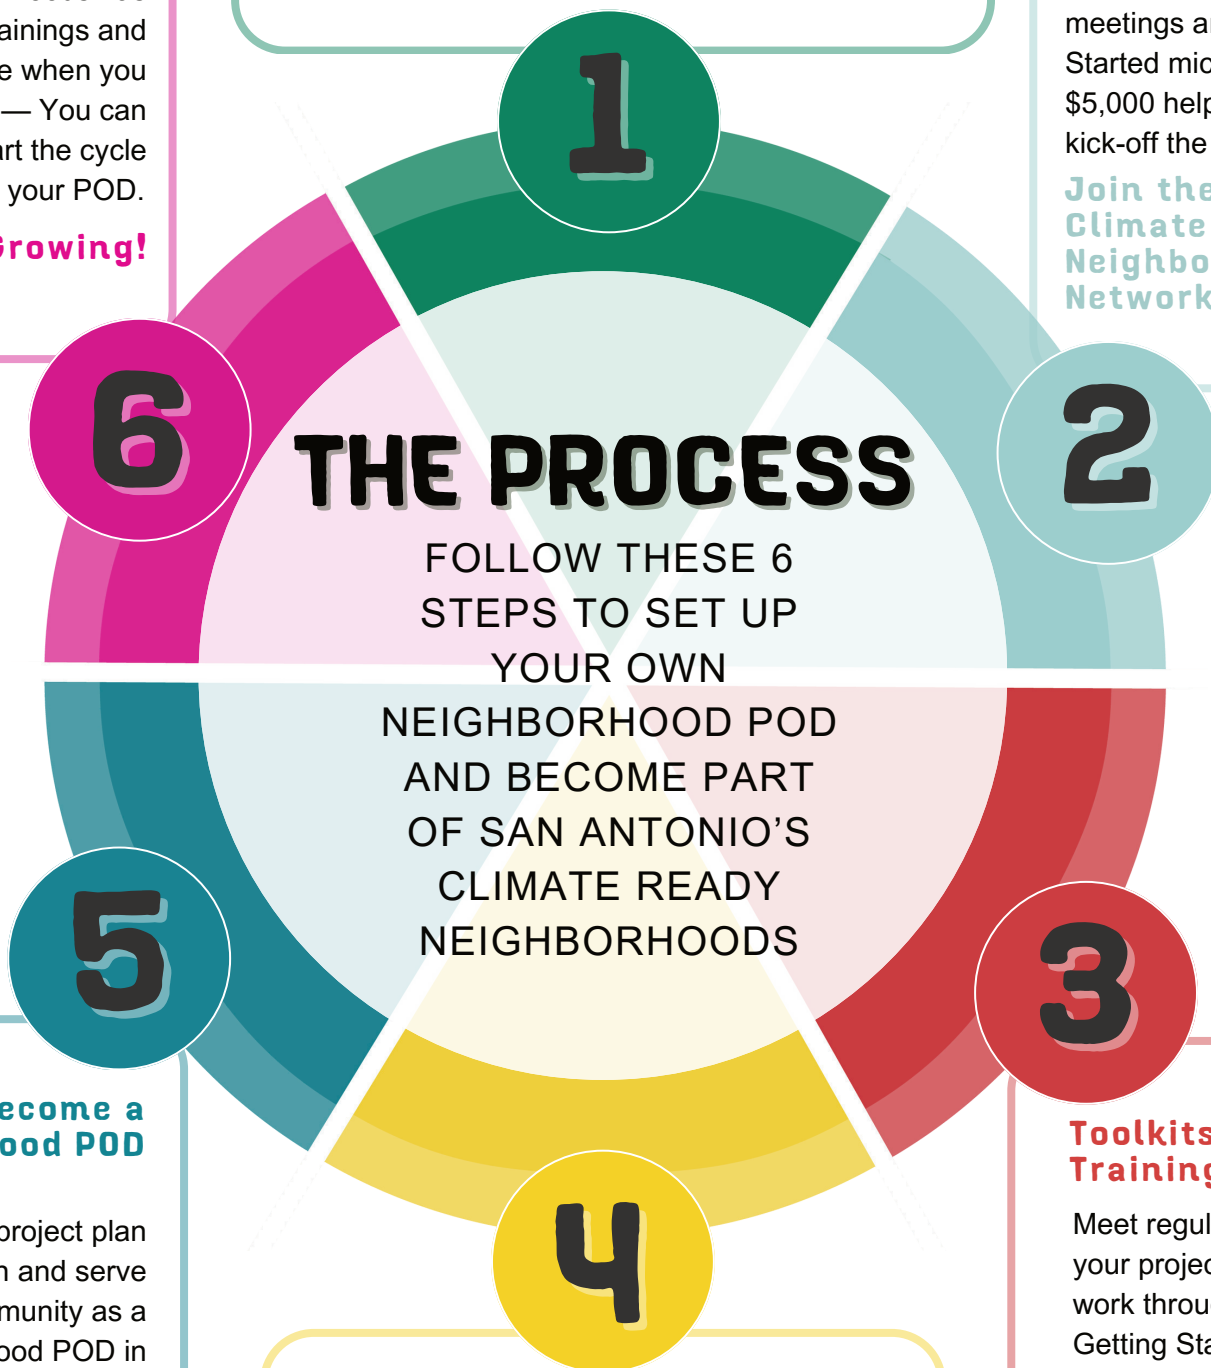 ainings and
e when you
— You can
art the cycle
your POD.
Growing!
1
meetings a
Started mic
$5,000 help
kick-off the
Join the
Climate
Neighbo
Network
6
2
THE PROCESS
FOLLOW THESE 6
STEPS TO SET UP
YOUR OWN
NEIGHBORHOOD POD
AND BECOME PART
OF SAN ANTONIO’S
CLIMATE READY
NEIGHBORHOODS
5
3
ecome a
ood POD
project plan
n and serve
munity as a
ood POD in
4
Toolkits
Training
Meet regul
your projec
work throu
Getting Sta